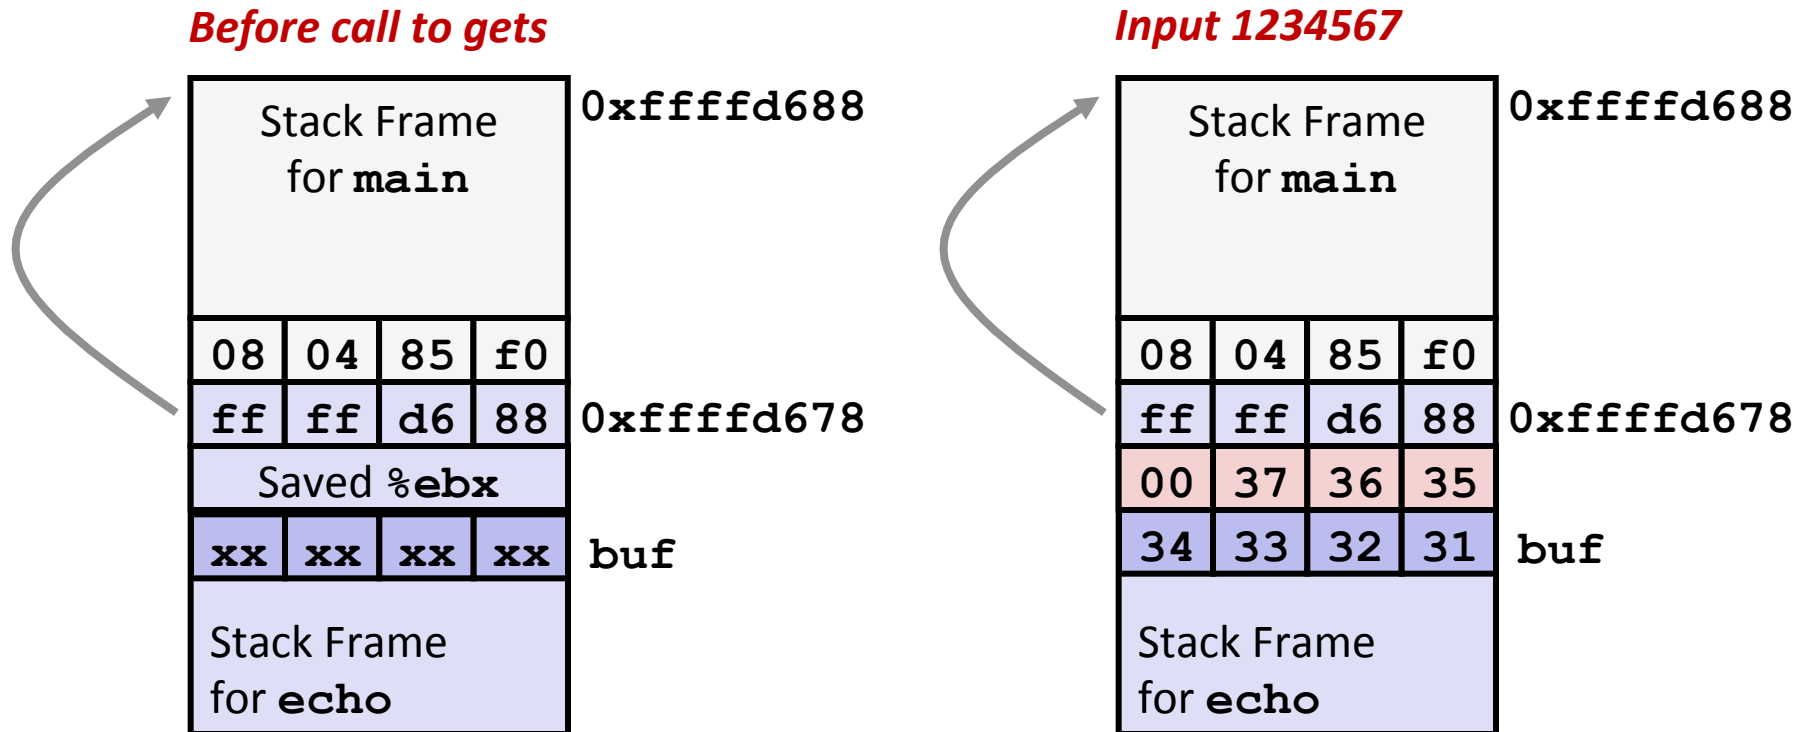 Before call to gets
Stack Frame
for main
0xffffd688
08 04 85 f0
ff ff d6 88
0xffffd678
Saved %ebx
xx xx xx xx
buf
Stack Frame
for echo
Input 1234567
Stack Frame
for main
0xffffd688
08 04 85 f0
ff ff d6 88
0xffffd678
00 37 36 35
34 33 32 31
buf
Stack Frame
for echo